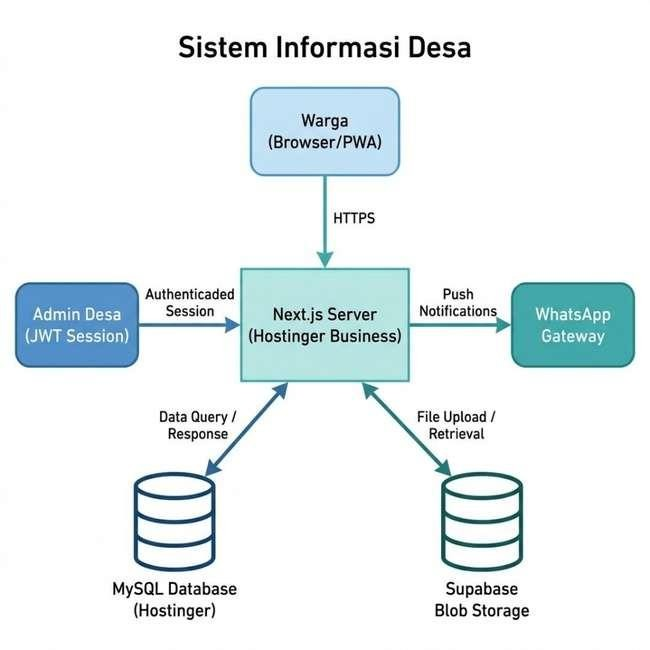 Sistem Informasi Desa
Warga
(Browser/PWA)
HTTPS
Admin Desa
(JWT Session)
Authenticaded
Session
Next.js Server
(Hostinger Business)
Push
Notifications
WhatsApp
Gateway
Data Query /
Response
File Upload /
Retrieval
MySQL Database
(Hostinger)
Supabase
Blob Storage